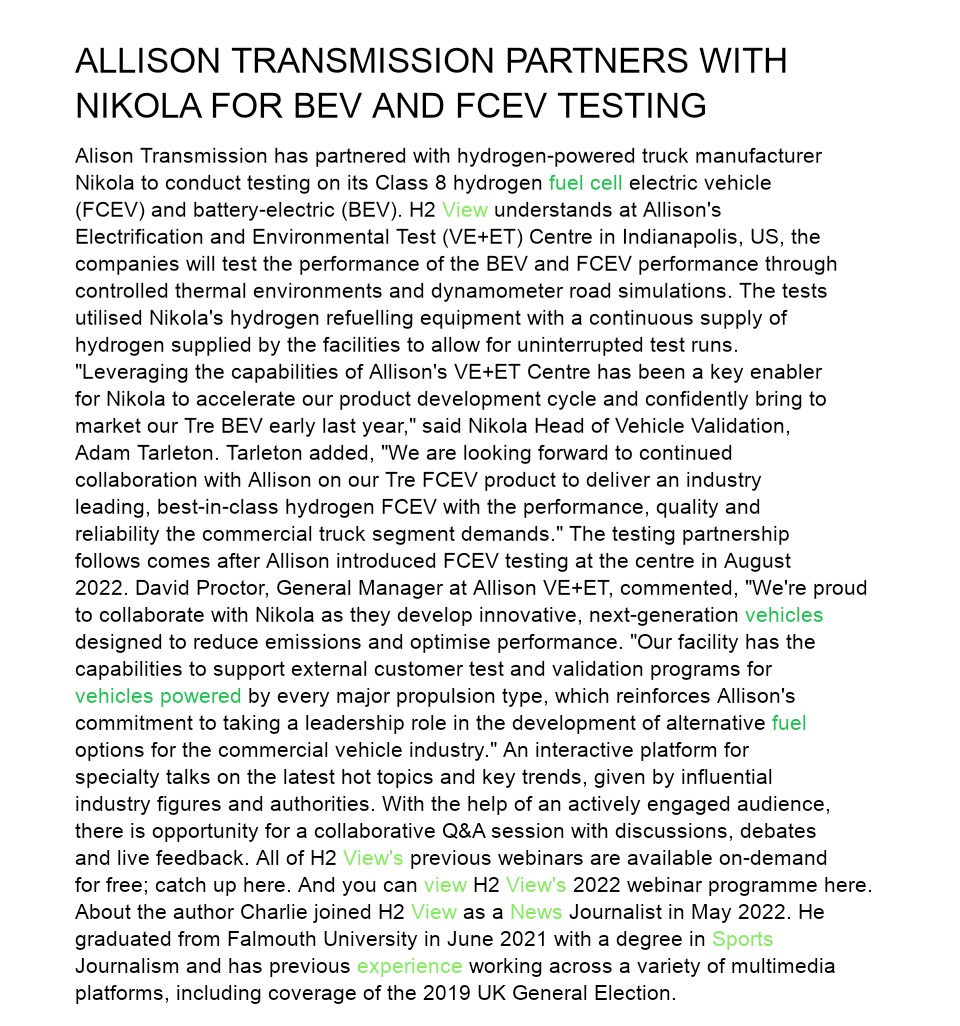 ALLISON TRANSMISSION PARTNERS WITH
NIKOLA FOR BEV AND FCEV TESTING
Alison Transmission has partnered with hydrogen-powered truck manufacturer
Nikola to conduct testing on its Class 8 hydrogen fuel cell electric vehicle
(FCEV) and battery-electric (BEV). H2 View understands at Allison's
Electrification and Environmental Test (VE+ET) Centre in Indianapolis, US, the
companies will test the performance of the BEV and FCEV performance through
controlled thermal environments and dynamometer road simulations. The tests
utilised Nikola's hydrogen refuelling equipment with a continuous supply of
hydrogen supplied by the facilities to allow for uninterrupted test runs.
"Leveraging the capabilities of Allison's VE+ET Centre has been a key enabler
for Nikola to accelerate our product development cycle and confidently bring to
market our Tre BEV early last year," said Nikola Head of Vehicle Validation,
Adam Tarleton. Tarleton added, "We are looking forward to continued
collaboration with Allison on our Tre FCEV product to deliver an industry
leading, best-in-class hydrogen FCEV with the performance, quality and
reliability the commercial truck segment demands." The testing partnership
follows comes after Allison introduced FCEV testing at the centre in August
2022. David Proctor, General Manager at Allison VE+ET, commented, "We're proud
to collaborate with Nikola as they develop innovative, next-generation vehicles
designed to reduce emissions and optimise performance. "Our facility has the
capabilities to support external customer test and validation programs for
vehicles powered by every major propulsion type, which reinforces Allison's
commitment to taking a leadership role in the development of alternative fuel
options for the commercial vehicle industry." An interactive platform for
specialty talks on the latest hot topics and key trends, given by influential
industry figures and authorities. With the help of an actively engaged audience,
there is opportunity for a collaborative Q&A session with discussions, debates
and live feedback. All of H2 View's previous webinars are available on-demand
for free; catch up here. And you can view H2 View's 2022 webinar programme here.
About the author Charlie joined H2 View as a News Journalist in May 2022. He
graduated from Falmouth University in June 2021 with a degree in Sports
Journalism and has previous experience working across a variety of multimedia
platforms, including coverage of the 2019 UK General Election.